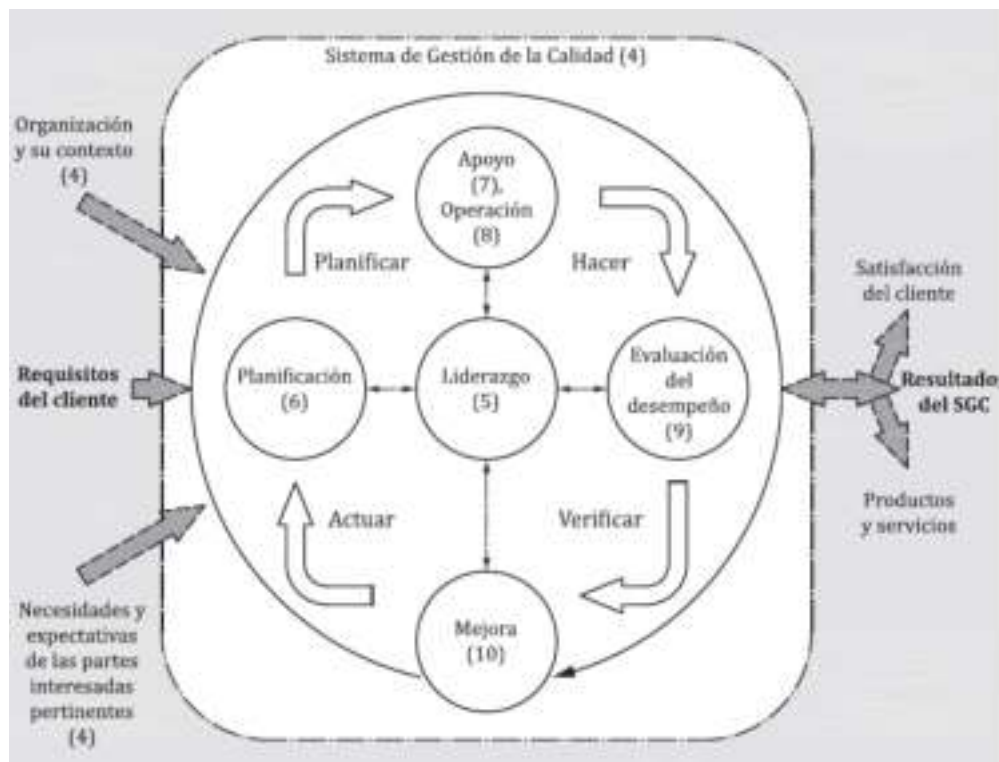 Sistema de Gestión de la Calidad (4)
Organización
y su contexto
(4)
Apoyo
(7),
Operación
(8)
Planificar
Hacer
Satisfacción
del cliente
Requisitos
del cliente
Planificación
(6)
Liderazgo
(5)
Evaluación
del
desempeño
(9)
Resultado
del SGC
Actuar
Verificar
Productos
y servicios
Necesidades y
expectativas
de las partes
interesadas
pertinentes
(4)
Mejora
(10)